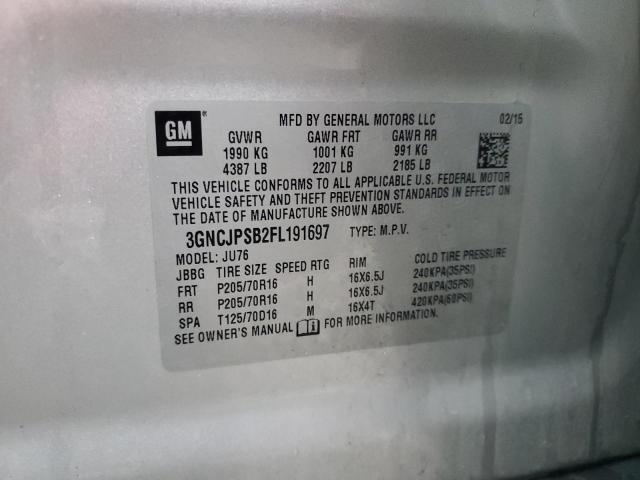 GM ®
MFD BY GENERAL MOTORS LLC 02/15
GVWR GAWR FRT GAWR RR
1990 KG 1001 KG 991 KG
4387 LB 2207 LB 2185 LB
THIS VEHICLE CONFORMS TO ALL APPLICABLE U.S. FEDERAL MOTOR
VEHICLE SAFETY AND THEFT PREVENTION STANDARDS IN EFFECT ON
THE DATE OF MANUFACTURE SHOWN ABOVE.
3GNCJPSB2FL191697 TYPE: M.P.V.
MODEL: JU76
JBBG TIRE SIZE SPEED RTG RIM COLD TIRE PRESSURE
FRT P205/70R16 H 16X6.5J 240KPA(35PSI)
RR P205/70R16 H 16X6.5J 240KPA(35PSI)
SPA T125/70D16 M 16X4T 420KPA(60PSI)
SEE OWNER'S MANUAL FOR MORE INFORMATION.